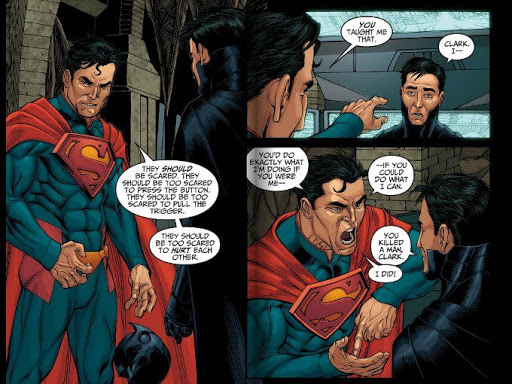 THEY SHOULD
BE SCARED. THEY
SHOULD BE TOO SCARED
TO PRESS THE BUTTON.
THEY SHOULD BE TOO
SCARED TO PULL THE
TRIGGER.
THEY SHOULD
BE TOO SCARED
TO HURT EACH
OTHER.
YOU
TAUGHT ME
THAT.
CLARK.
I--
YOU'D DO
EXACTLY WHAT
I'M DOING IF
YOU WERE
ME--
--IF YOU
COULD DO
WHAT I
CAN.
YOU
KILLED
A MAN,
CLARK.
I DID!